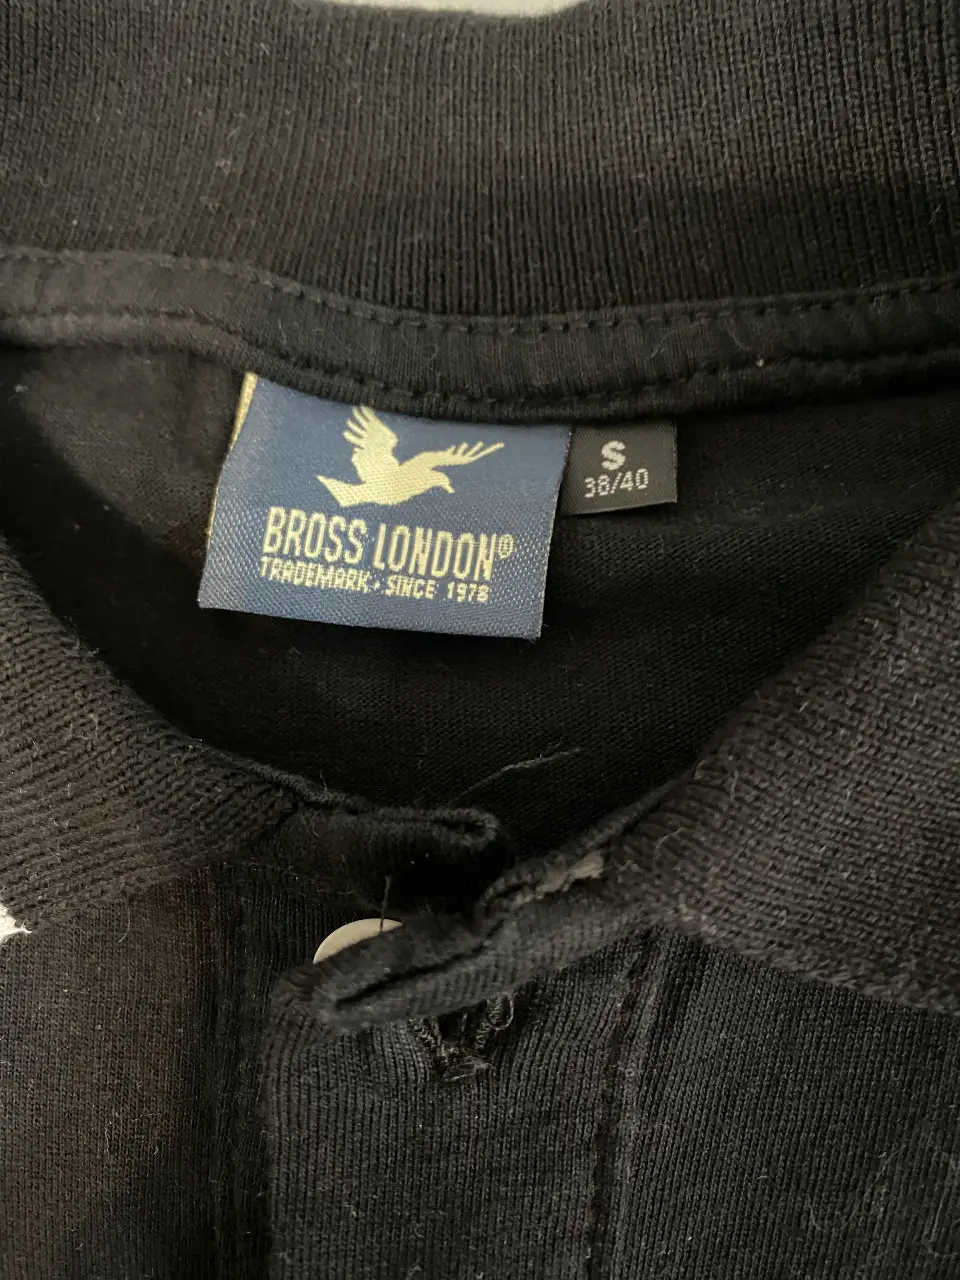 BROSS LONDON®
TRADEMARK · SINCE 1978
S
38/40